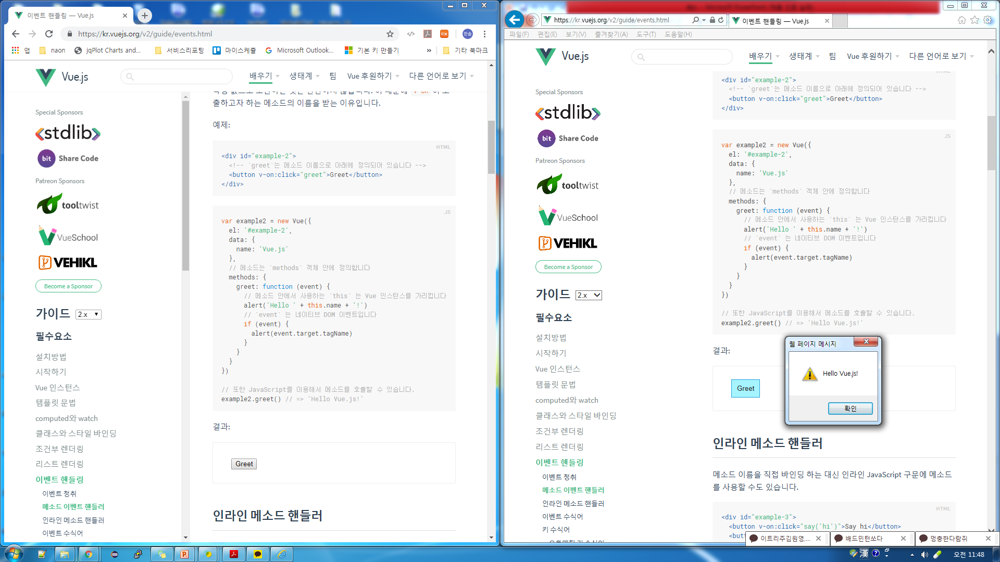 이벤트 핸들링 — Vue.js
https://kr.vuejs.org/v2/guide/events.html
한솔
앱
naon
jqPlot Charts and...
서비스리포팅
마이스케쥴
Microsoft Outlook...
기본 키 만들기
»
기타 북마크
Vue.js
배우기
생태계
팀
Vue 후원하기
다른 언어로 보기
Special Sponsors
<stdlib>
bit Share Code
Patreon Sponsors
tooltwist
VueSchool
VEHIKL
Become a Sponsor
가이드 2.x
필수요소
설치방법
시작하기
Vue 인스턴스
템플릿 문법
computed와 watch
클래스와 스타일 바인딩
조건부 렌더링
리스트 렌더링
이벤트 핸들링
이벤트 청취
메소드 이벤트 핸들러
인라인 메소드 핸들러
이벤트 수식어
출하고자 하는 메소드의 이름을 받는 이유입니다.
예제:
HTML
<div id="example-2">
<!-- `greet`는 메소드 이름으로 아래에 정의되어 있습니다 -->
<button v-on:click="greet">Greet</button>
</div>
JS
var example2 = new Vue({
el: '#example-2',
data: {
name: 'Vue.js'
},
// 메소드는 `methods` 객체 안에 정의합니다
methods: {
greet: function (event) {
// 메소드 안에서 사용하는 `this` 는 Vue 인스턴스를 가리킵니다
alert('Hello ' + this.name + '!')
// `event` 는 네이티브 DOM 이벤트입니다
if (event) {
alert(event.target.tagName)
}
}
}
})
// 또한 JavaScript를 이용해서 메소드를 호출할 수 있습니다.
example2.greet() // => 'Hello Vue.js!'
결과:
Greet
인라인 메소드 핸들러
https://kr.vuejs.org/v2/guide/events.html
이벤트 핸들링 — Vue.js
파일(F) 편집(E) 보기(V) 즐겨찾기(A) 도구(T) 도움말(H)
Vue.js
배우기
생태계
팀
Vue 후원하기
다른 언어로 보기
Special Sponsors
<stdlib>
bit Share Code
Patreon Sponsors
tooltwist
VueSchool
VEHIKL
Become a Sponsor
가이드 2.x
필수요소
설치방법
시작하기
Vue 인스턴스
템플릿 문법
computed와 watch
클래스와 스타일 바인딩
조건부 렌더링
리스트 렌더링
이벤트 핸들링
이벤트 청취
메소드 이벤트 핸들러
인라인 메소드 핸들러
이벤트 수식어
키 수식어
HTML
<div id="example-2">
<!-- `greet`는 메소드 이름으로 아래에 정의되어 있습니다 -->
<button v-on:click="greet">Greet</button>
</div>
JS
var example2 = new Vue({
el: '#example-2',
data: {
name: 'Vue.js'
},
// 메소드는 `methods` 객체 안에 정의합니다
methods: {
greet: function (event) {
// 메소드 안에서 사용하는 `this` 는 Vue 인스턴스를 가리킵니다
alert('Hello ' + this.name + '!')
// `event` 는 네이티브 DOM 이벤트입니다
if (event) {
alert(event.target.tagName)
}
}
}
})
// 또한 JavaScript를 이용해서 메소드를 호출할 수 있습니다.
example2.greet() // => 'Hello Vue.js!'
결과:
Greet
웹 페이지 메시지
Hello Vue.js!
확인
인라인 메소드 핸들러
메소드 이름을 직접 바인딩 하는 대신 인라인 JavaScript 구문에 메소드
를 사용할 수도 있습니다.
HTML
<div id="example-3">
<button v-on:click="say('hi')">Say hi</button>
<but
이트리주김원영,...
배드민턴쏘다
멍충한다람쥐
漢
오전 11:48